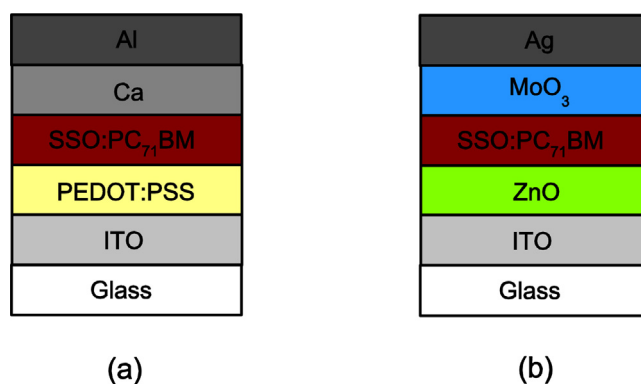 Al
Ca
SSO:PC₇₁BM
PEDOT:PSS
ITO
Glass
(a)
Ag
MoO₃
SSO:PC₇₁BM
ZnO
ITO
Glass
(b)